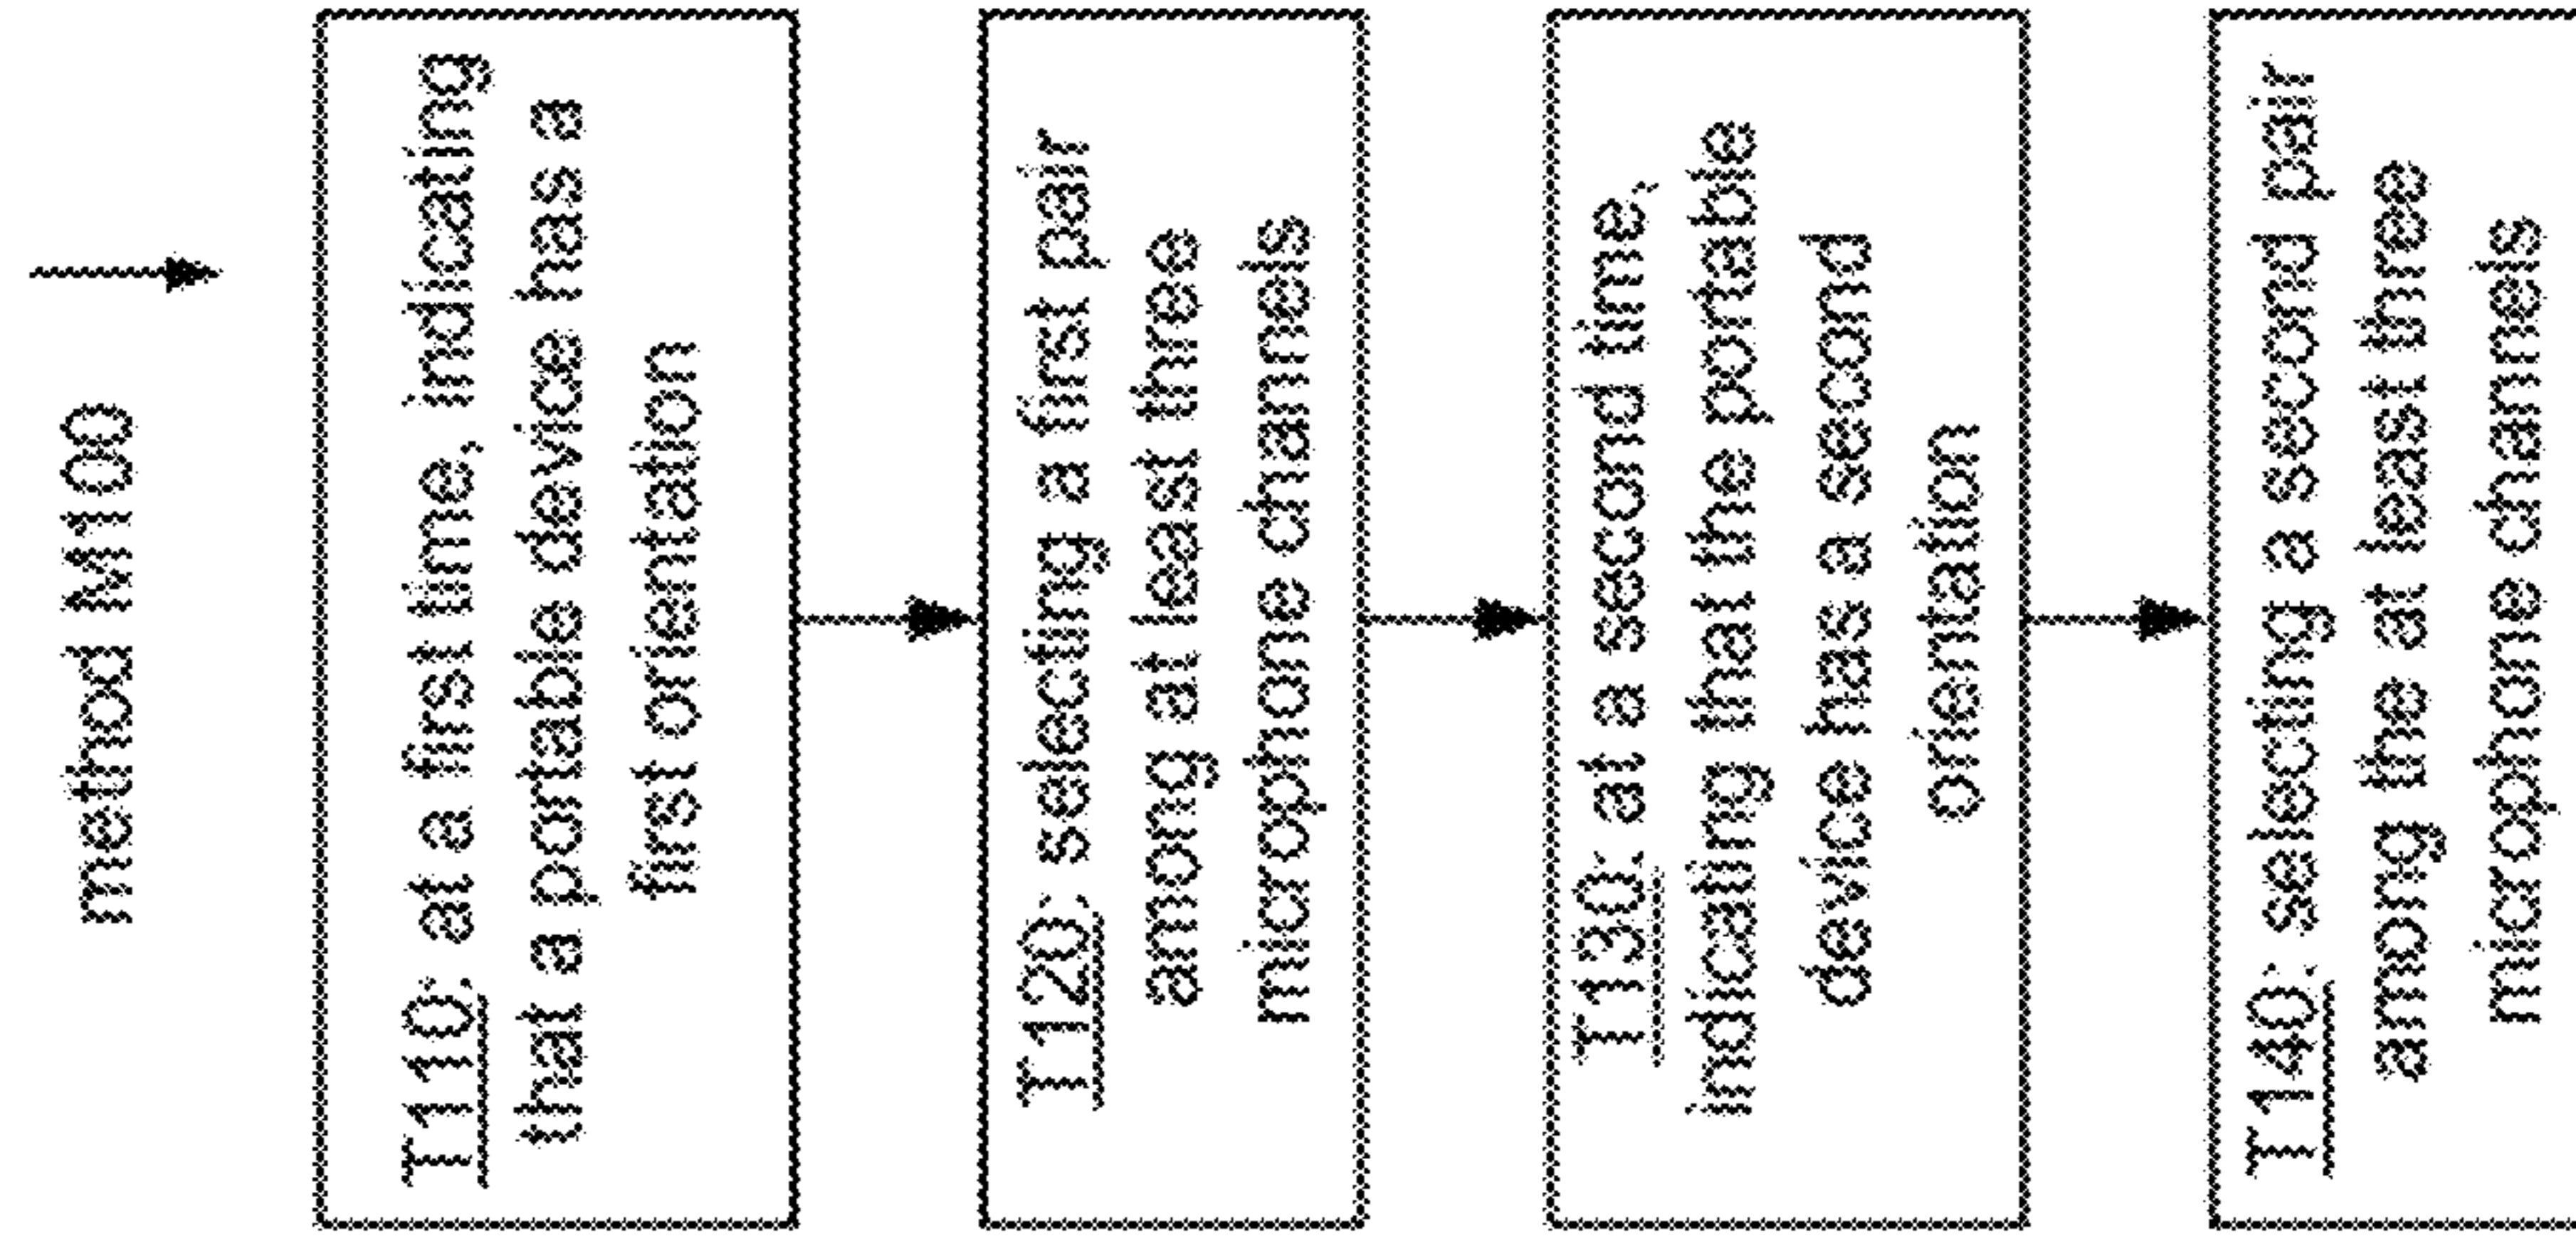 method M100
T110: at a first time, indicating
that a portable device has a
first orientation
T120: selecting a first pair
among at least three
microphone channels
T130: at a second time,
indicating that the portable
device has a second
orientation
T140: selecting a second pair
among the at least three
microphone channels